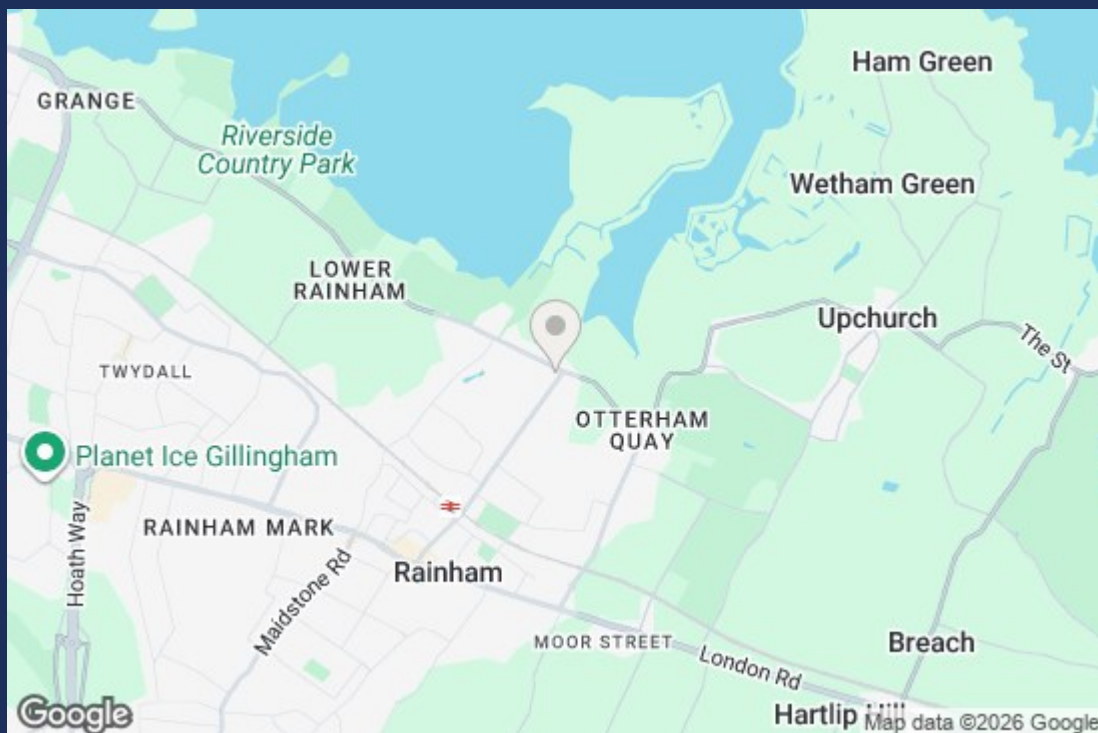 Ham Green
GRANGE
Riverside
Country Park
Wetham Green
LOWER
RAINHAM
Upchurch
The St
TWYDALL
OTTERHAM
QUAY
Planet Ice Gillingham
RAINHAM MARK
Hoath Way
Maidstone Rd
Rainham
MOOR STREET
London Rd
Breach
Hartlip Hill
Google
Map data ©2026 Google